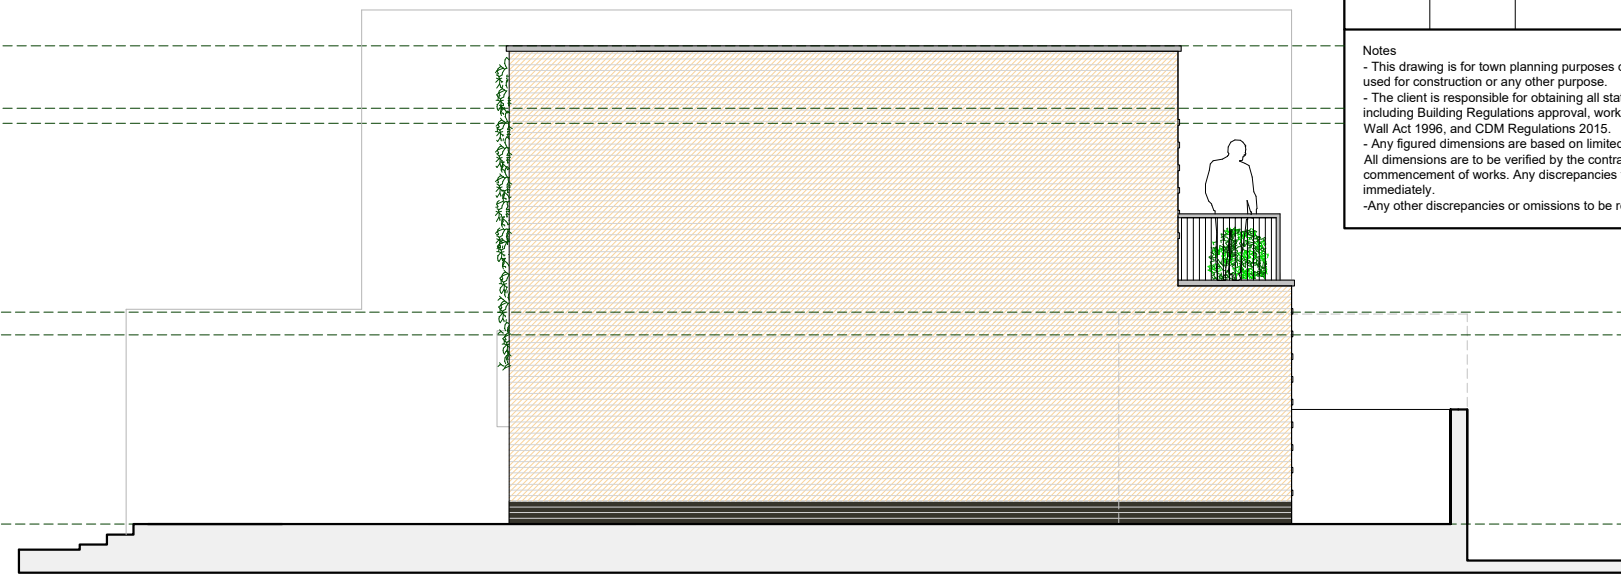 Notes
- This drawing is for town planning purposes
used for construction or any other purpose.
- The client is responsible for obtaining all
including Building Regulations approval,
Wall Act 1996, and CDM Regulations 2015.
- Any figured dimensions are based on limited
All dimensions are to be verified by the
commencement of works. Any discrepancies
immediately.
-Any other discrepancies or omissions to be